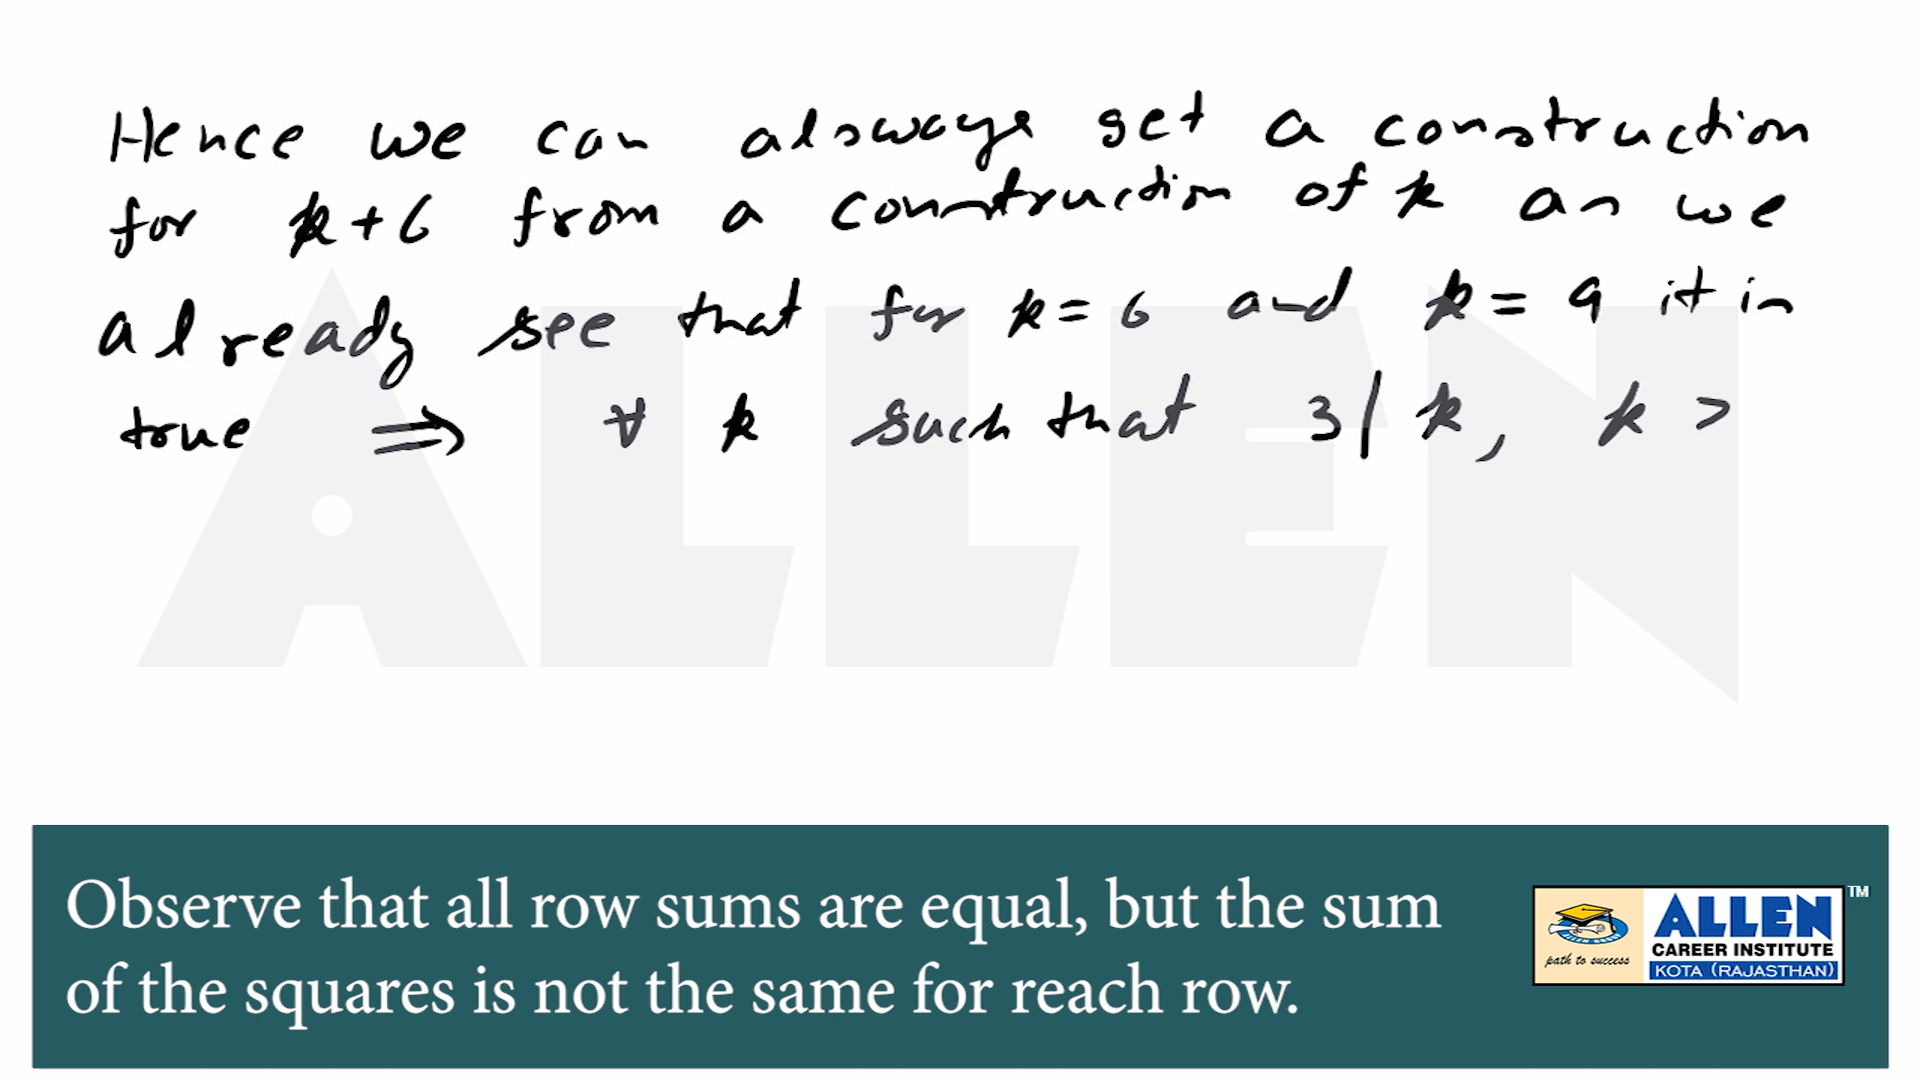 Hence we can always get a construction
for k+6 from a construction of k as we
already see that for k=6 and k=9 it is
true ⇒ ∀ k such that 3|k, k >
ALLEN
Observe that all row sums are equal, but the sum
of the squares is not the same for reach row.
ALLEN TM
CAREER INSTITUTE
path to success
KOTA (RAJASTHAN)